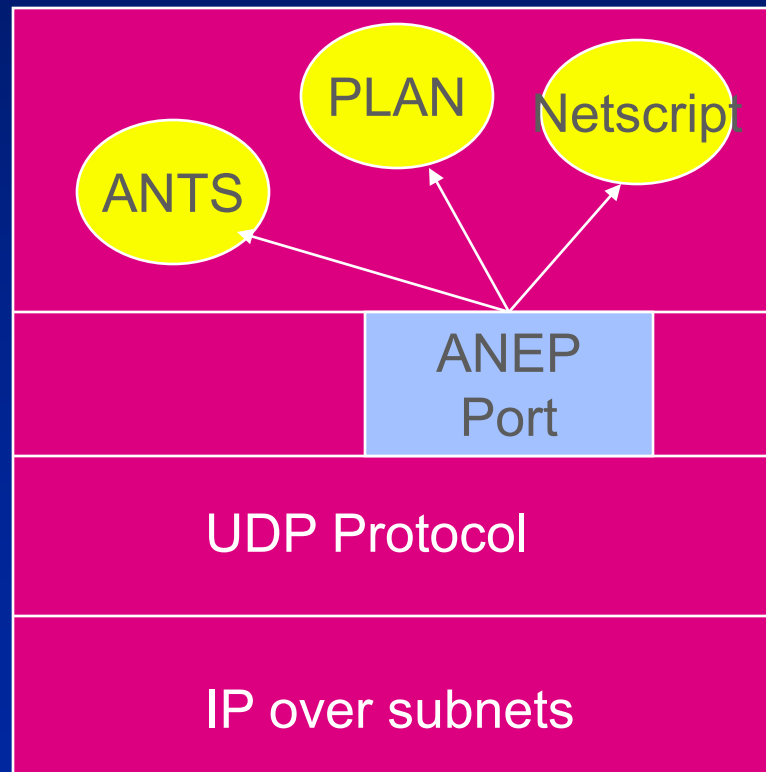 PLAN
Netscript
ANTS
ANEP
Port
UDP Protocol
IP over subnets